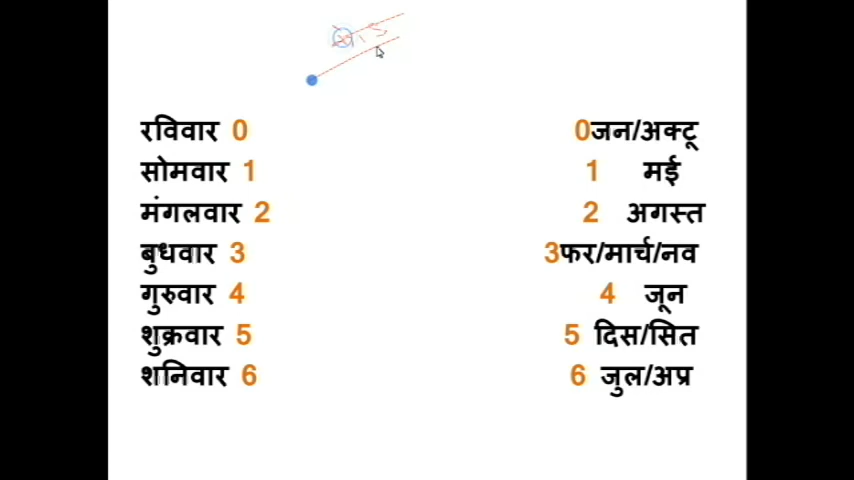 रविवार 0 0जन/अक्टू
सोमवार 1 1 मई
मंगलवार 2 2 अगस्त
बुधवार 3 3फर/मार्च/नव
गुरुवार 4 4 जून
शुक्रवार 5 5 दिस/सित
शनिवार 6 6 जुल/अप्र